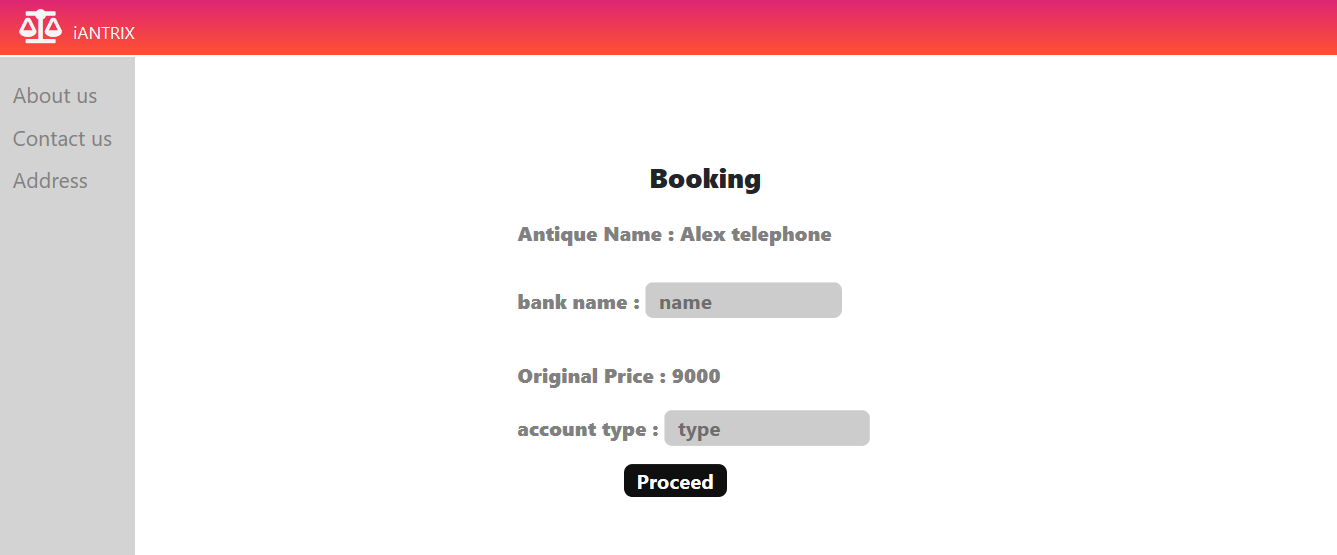 iANTRIX
About us
Contact us
Address
Booking
Antique Name : Alex telephone
bank name : name
Original Price : 9000
account type : type
Proceed